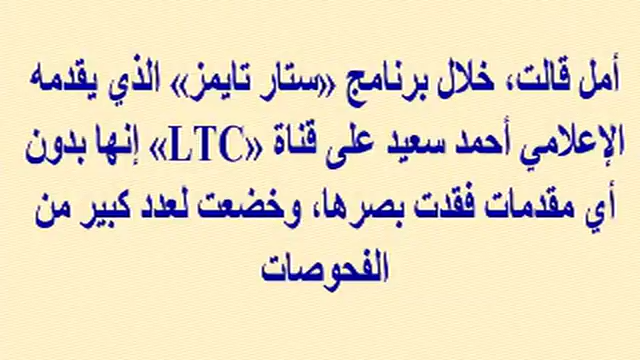 أمل قالت، خلال برنامج «ستار تايمز» الذي يقدمه
الإعلامي أحمد سعيد على قناة «LTC» إنها بدون
أي مقدمات فقدت بصرها، وخضعت لعدد كبير من
الفحوصات